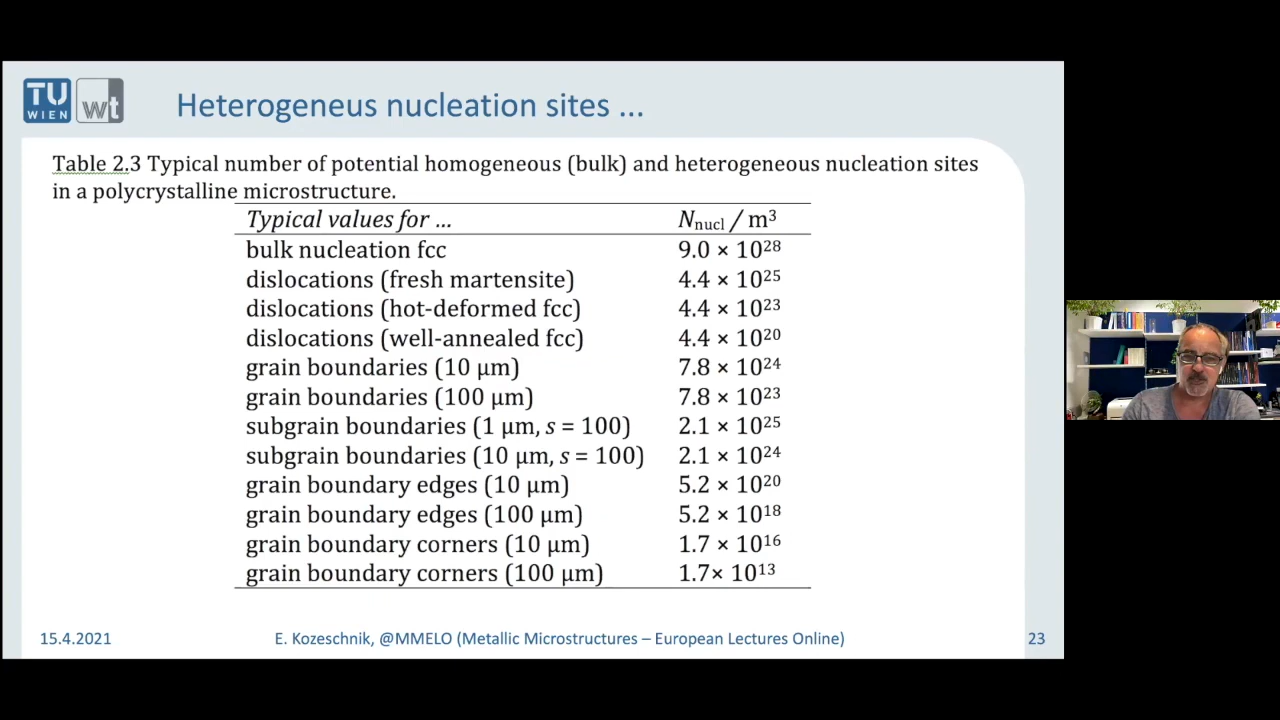 TU
WIEN
wt
Heterogeneus nucleation sites ...
Table 2.3 Typical number of potential homogeneous (bulk) and heterogeneous nucleation sites
in a polycrystalline microstructure.
Typical values for ... Nnucl / m³
bulk nucleation fcc 9.0 × 10²⁸
dislocations (fresh martensite) 4.4 × 10²⁵
dislocations (hot-deformed fcc) 4.4 × 10²³
dislocations (well-annealed fcc) 4.4 × 10²⁰
grain boundaries (10 µm) 7.8 × 10²⁴
grain boundaries (100 µm) 7.8 × 10²³
subgrain boundaries (1 µm, s = 100) 2.1 × 10²⁵
subgrain boundaries (10 µm, s = 100) 2.1 × 10²⁴
grain boundary edges (10 µm) 5.2 × 10²⁰
grain boundary edges (100 µm) 5.2 × 10¹⁸
grain boundary corners (10 µm) 1.7 × 10¹⁶
grain boundary corners (100 µm) 1.7× 10¹³
15.4.2021 E. Kozeschnik, @MMELO (Metallic Microstructures – European Lectures Online) 23